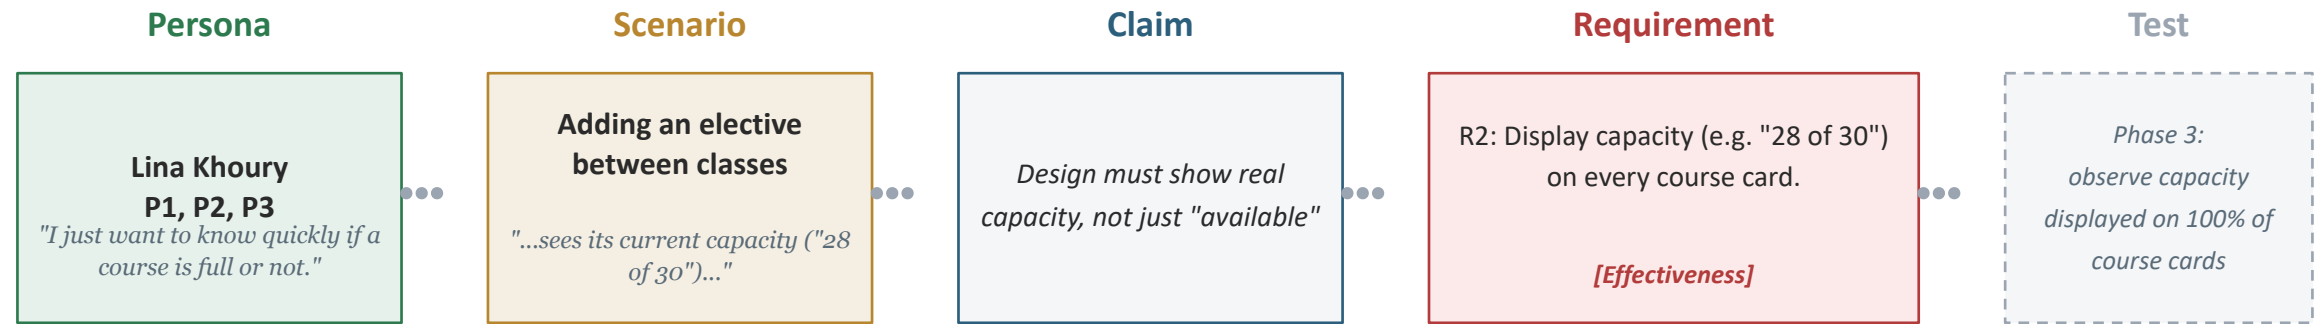 Persona
Scenario
Claim
Requirement
Test
Lina Khoury
P1, P2, P3
"I just want to know quickly if a
course is full or not."
Adding an elective
between classes
"...sees its current capacity ("28
of 30")..."
Design must show real
capacity, not just "available"
R2: Display capacity (e.g. "28 of 30")
on every course card.
[Effectiveness]
Phase 3:
observe capacity
displayed on 100% of
course cards